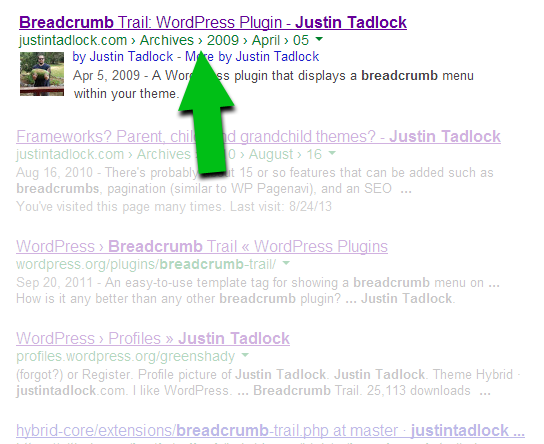 Breadcrumb Trail: WordPress Plugin - Justin Tadlock
justintadlock.com › Archives › 2009 › April › 05
by Justin Tadlock - More by Justin Tadlock
Apr 5, 2009 - A WordPress plugin that displays a breadcrumb menu
within your theme.
Frameworks? Parent, child and grandchild themes? - Justin Tadlock
justintadlock.com › Archives › August › 16
Aug 16, 2010 - There's probably 15 or so features that can be added such as
breadcrumbs, pagination (similar to WP Pagenavi), and an SEO ...
You've visited this page many times. Last visit: 8/24/13
WordPress › Breadcrumb Trail « WordPress Plugins
wordpress.org/plugins/breadcrumb-trail/
Sep 20, 2011 - An easy-to-use template tag for showing a breadcrumb menu on ...
How is it any better than any other breadcrumb plugin? ... Justin Tadlock.
WordPress › Profiles » Justin Tadlock
profiles.wordpress.org/greenshady
(forgot?) or Register. Profile picture of Justin Tadlock. Justin Tadlock. Theme Hybrid ·
justintadlock.com. I like WordPress. ... Breadcrumb Trail. 25,113 downloads ...
hybrid-core/extensions/breadcrumb-trail.php at master · justintadlock ...